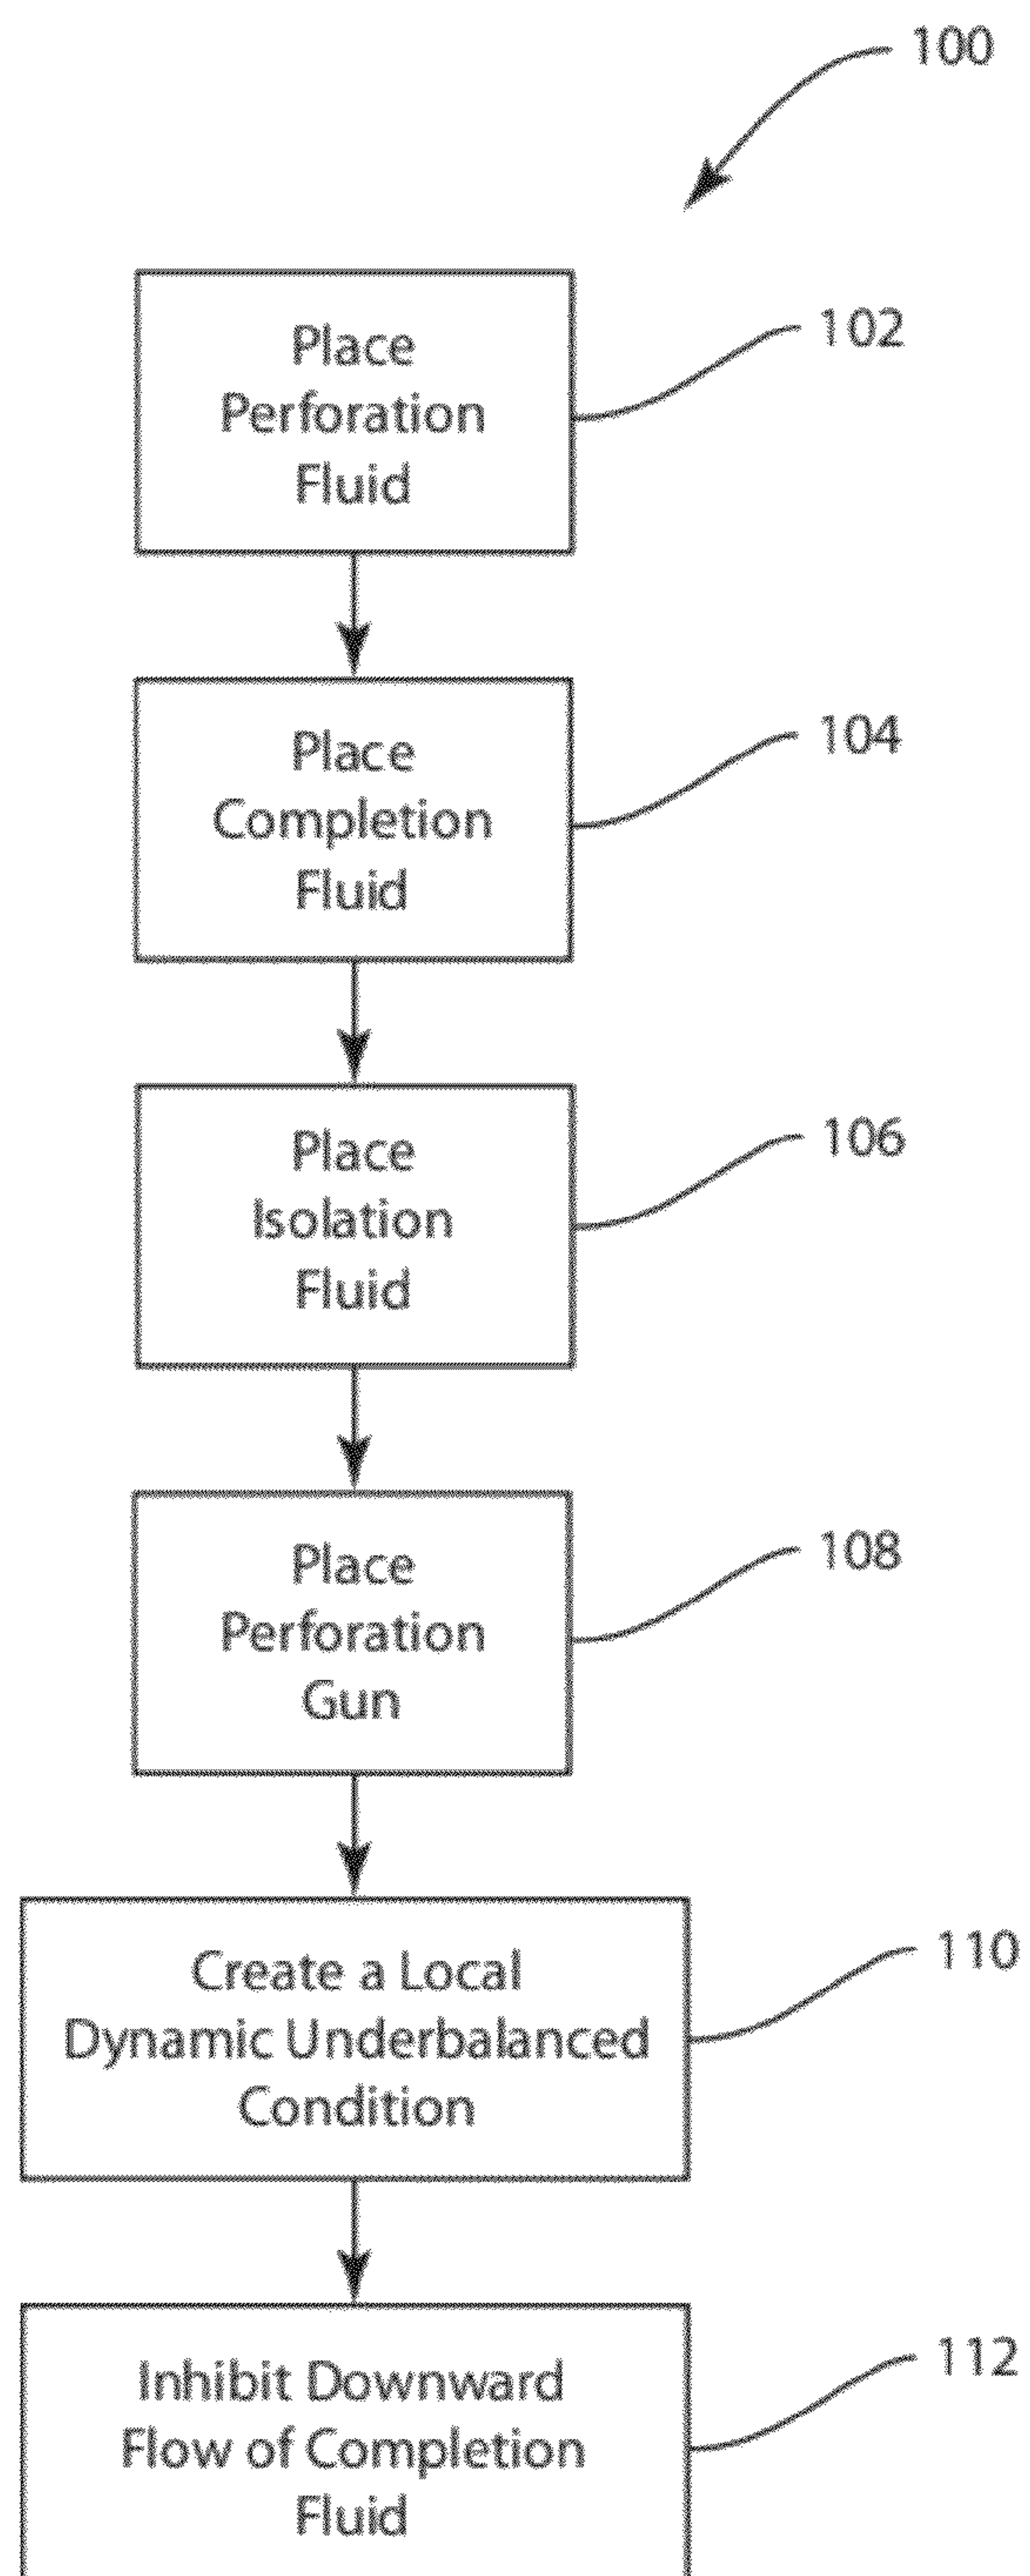 100
Place
Perforation
Fluid
102
Place
Completion
Fluid
104
Place
Isolation
Fluid
106
Place
Perforation
Gun
108
Create a Local
Dynamic Underbalanced
Condition
110
Inhibit Downward
Flow of Completion
Fluid
112